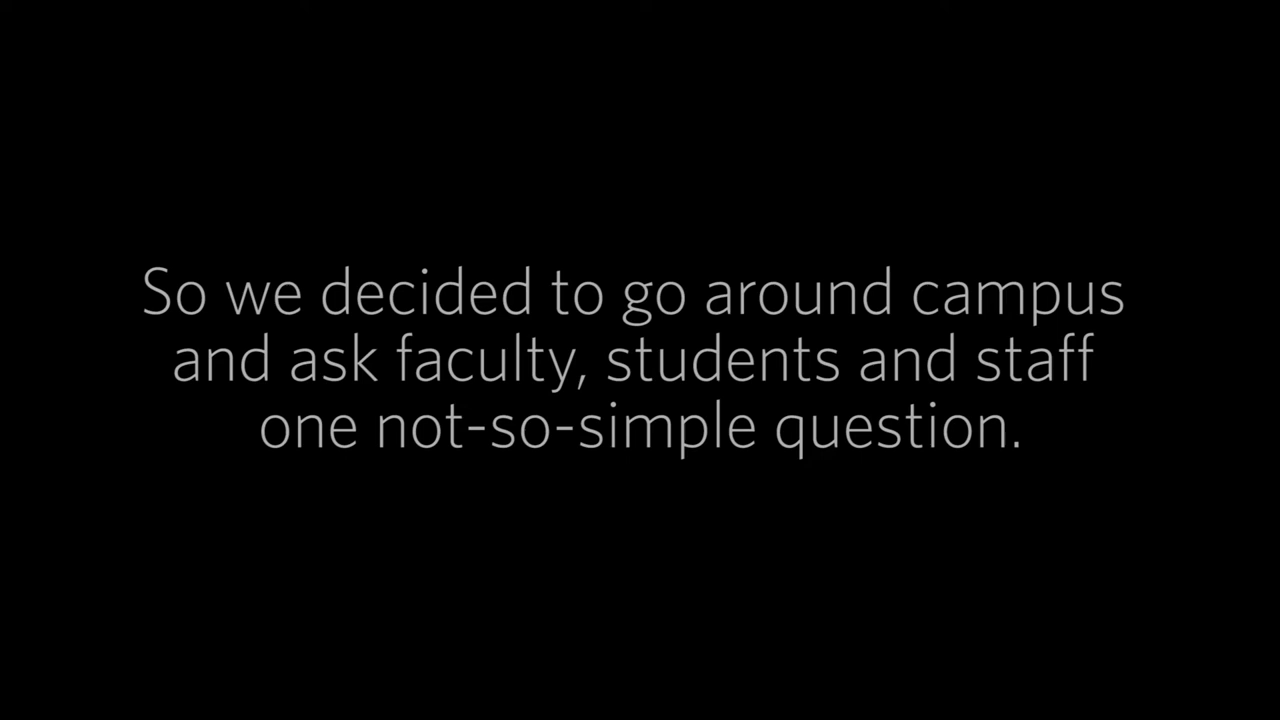 So we decided to go around campus
and ask faculty, students and staff
one not-so-simple question.